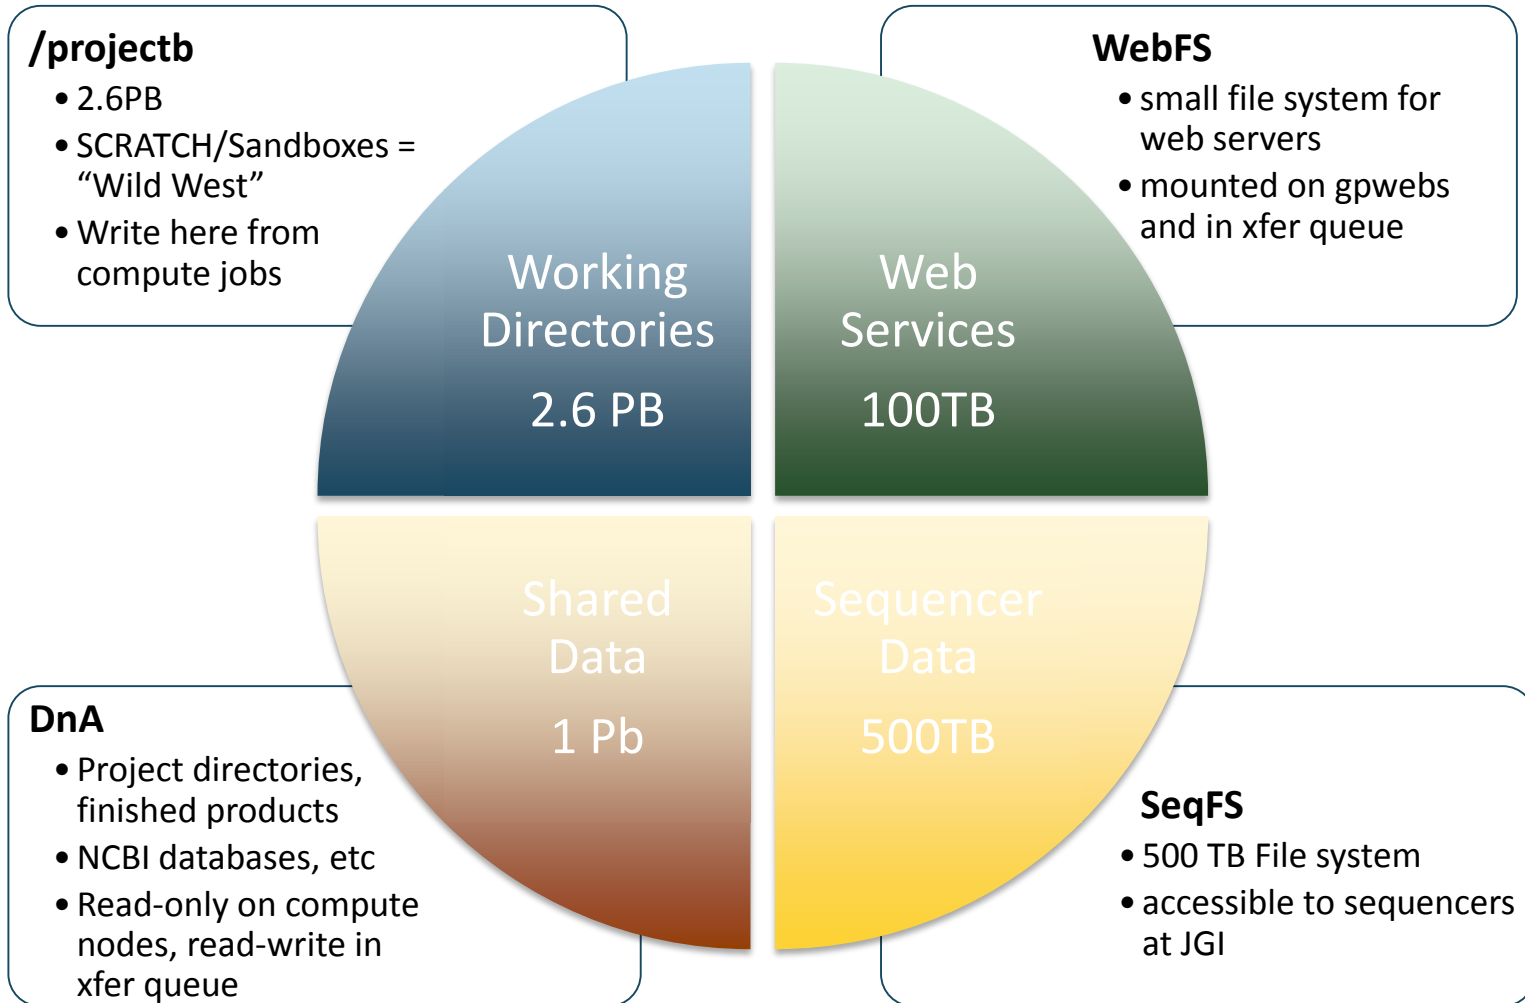 /projectb
• 2.6PB
• SCRATCH/Sandboxes =
“Wild West”
• Write here from
compute jobs
WebFS
• small file system for
web servers
• mounted on gpwebs
and in xfer queue
Working
Directories
2.6 PB
Web
Services
100TB
Shared
Data
1 Pb
Sequencer
Data
500TB
DnA
• Project directories,
finished products
• NCBI databases, etc
• Read-only on compute
nodes, read-write in
xfer queue
SeqFS
• 500 TB File system
• accessible to sequencers
at JGI